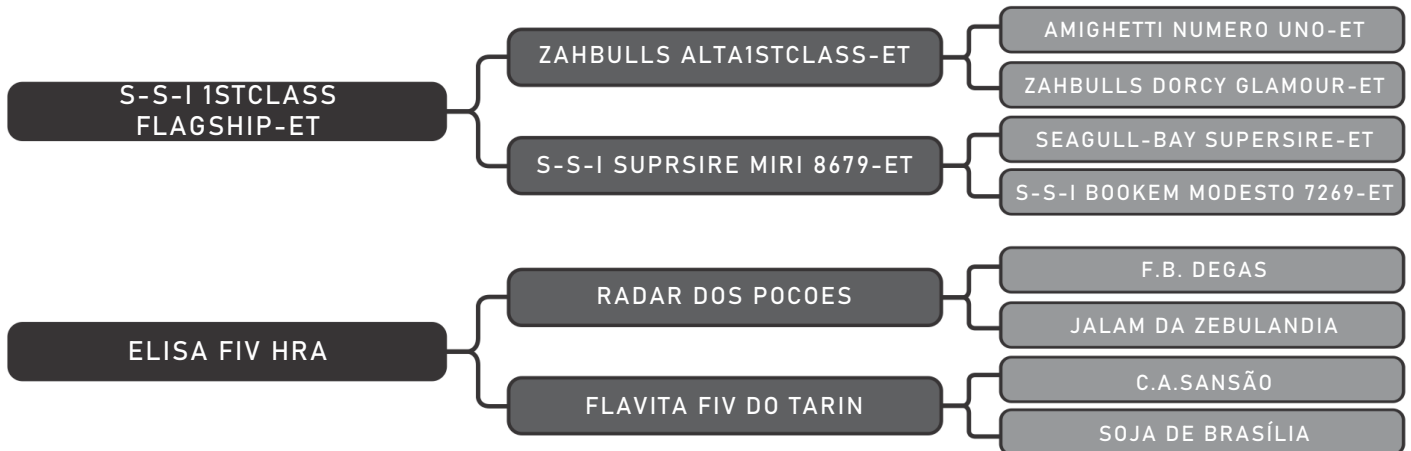 S-S-I 1STCLASS
FLAGSHIP-ET
ZAHBULLS ALTA1STCLASS-ET
AMIGHETTI NUMERO UNO-ET
ZAHBULLS DORCY GLAMOUR-ET
S-S-I SUPRSIRE MIRI 8679-ET
SEAGULL-BAY SUPERSIRE-ET
S-S-I BOOKEM MODESTO 7269-ET
ELISA FIV HRA
RADAR DOS POCOES
F.B. DEGAS
JALAM DA ZEBULANDIA
FLAVITA FIV DO TARIN
C.A.SANSÃO
SOJA DE BRASÍLIA